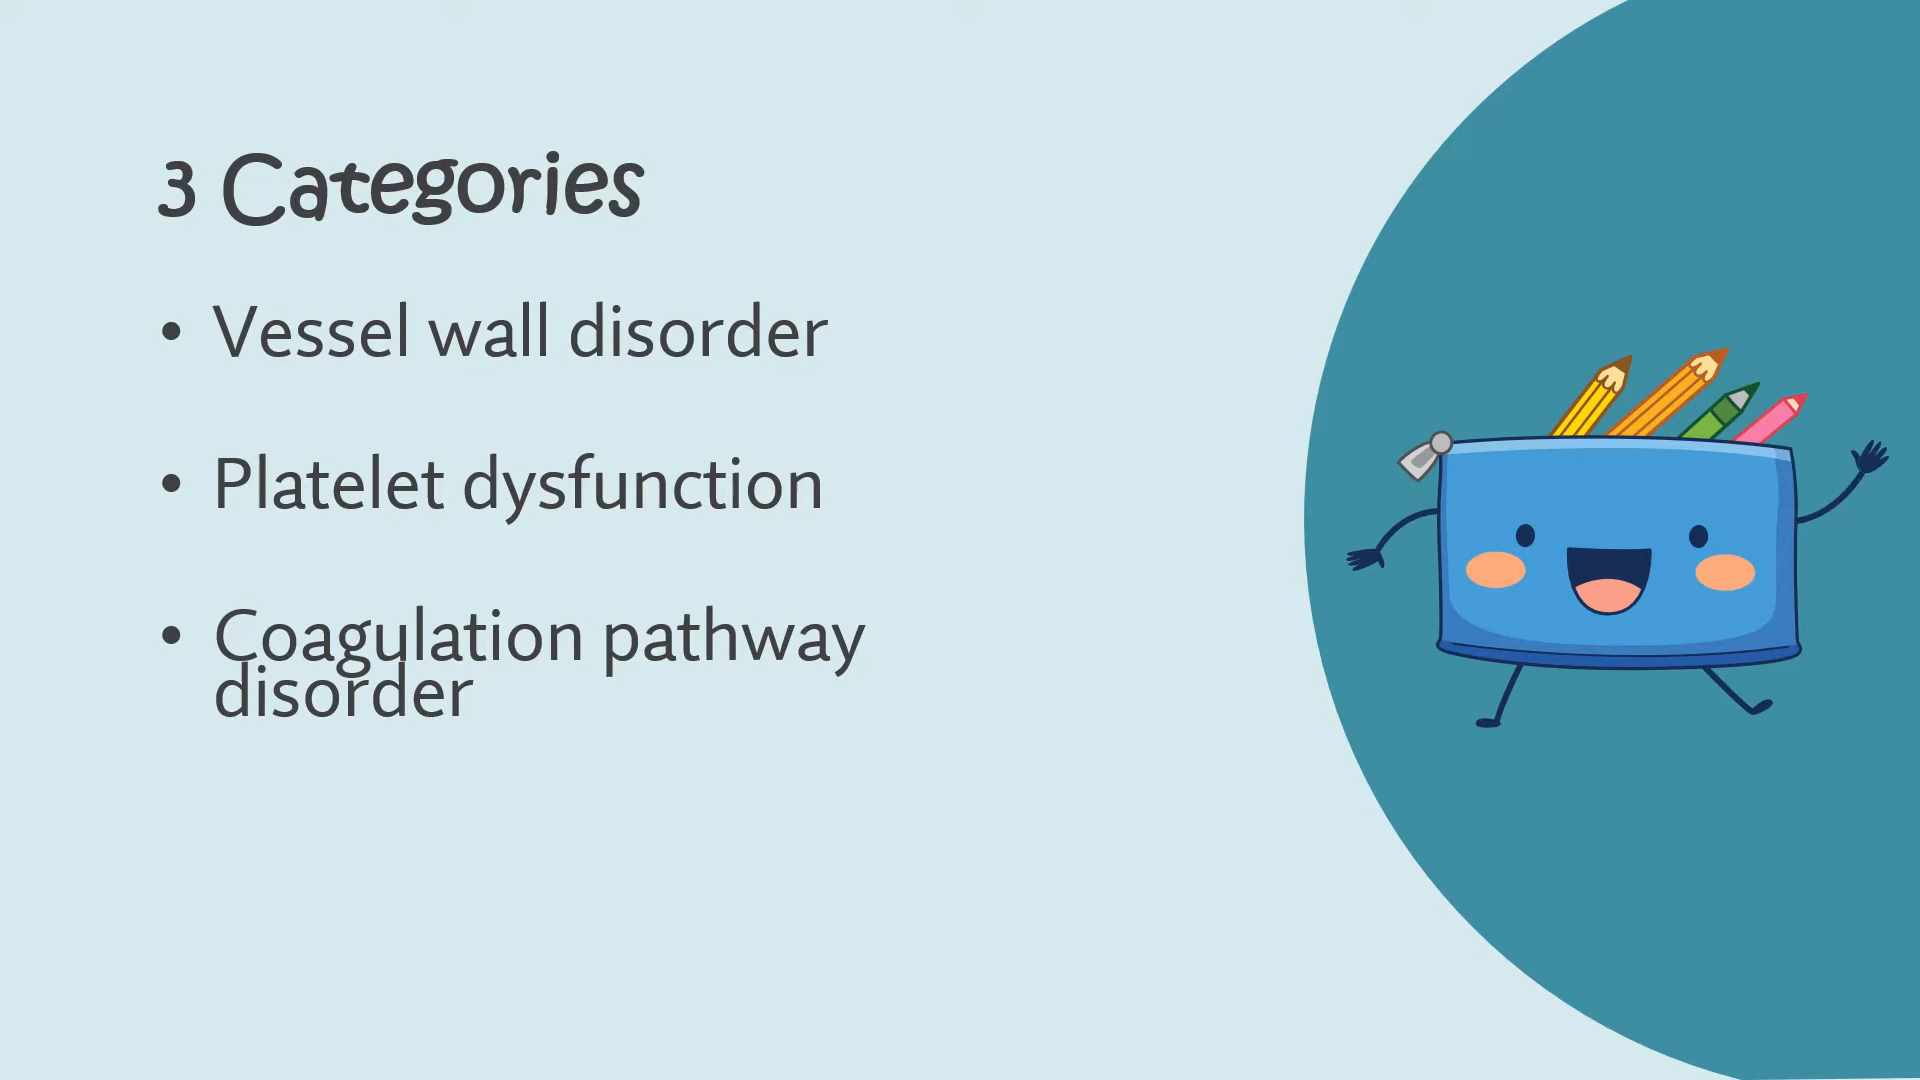 3 Categories
• Vessel wall disorder
• Platelet dysfunction
• Coagulation pathway
disorder